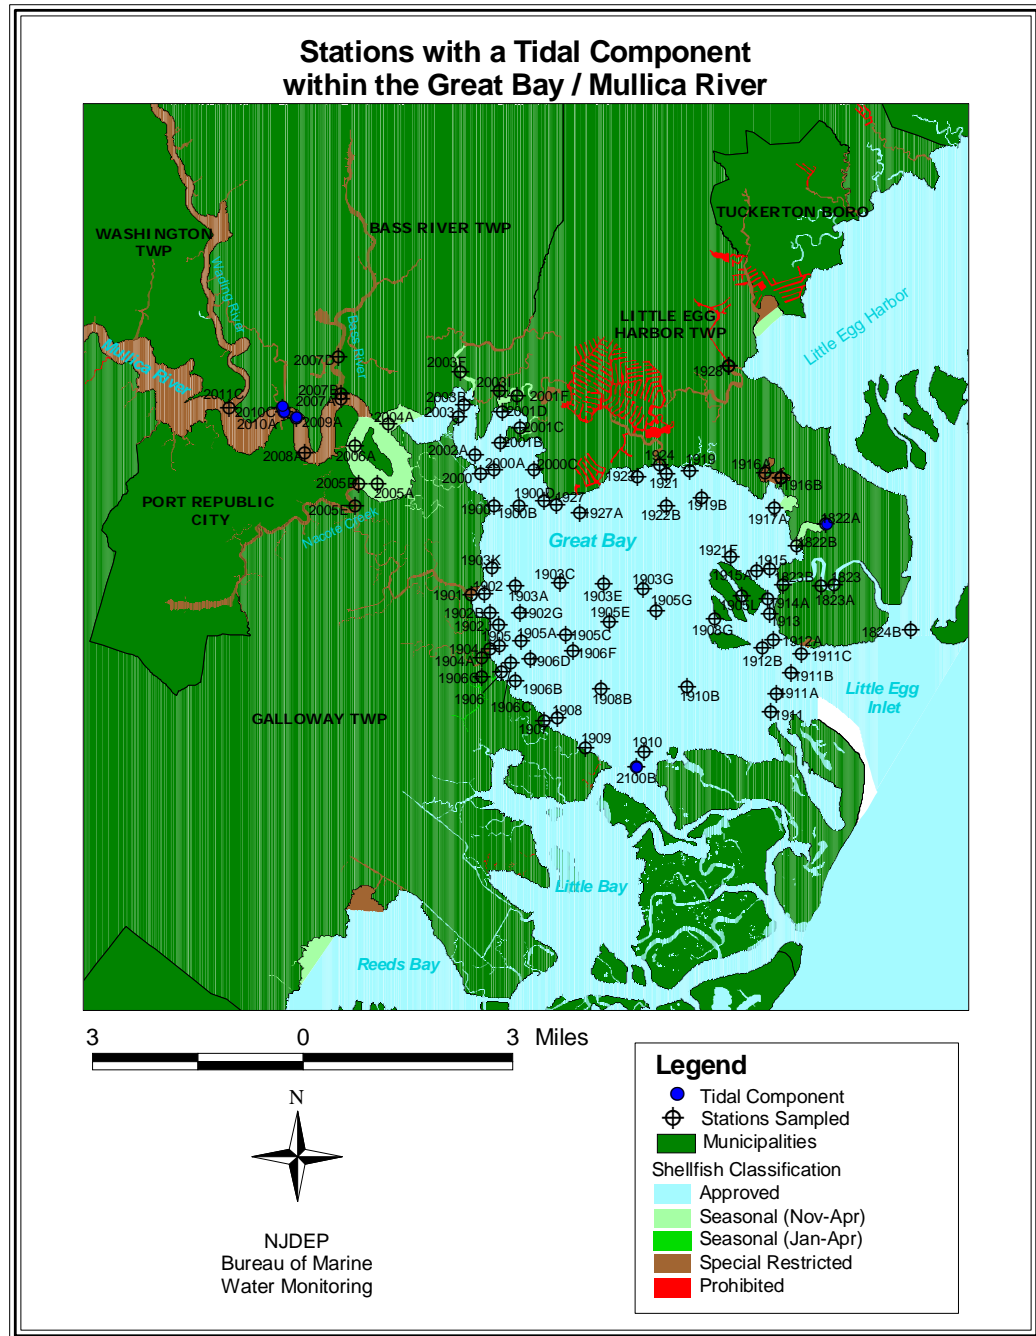 Stations with a Tidal Component
within the Great Bay / Mullica River
TUCKERTON BORO
WASHINGTON
TWP
BASS RIVER TWP
Wading River
Little Egg Harbor
LITTLE EGG
HARBOR TWP
Bass River
Mullica River
2007D
2003E
1928
2007B
2007A
2003I
2001F
2011C
2010C
2010A
2009A
2003B
2003
2001D
2004A
2001C
2001B
2008A
2006A
2002A
2000A
2000C
2000
1924
1923
1921
1919
1916A
1916B
2005B
2005A
PORT REPUBLIC
CITY
2005E
Nacote Creek
1900D
1927
1900
1900B
1927A
1922B
1919B
1917A
1822A
Great Bay
1822B
1921F
1903K
1915
1915A
1902
1903C
1903G
1823B
1823
1901
1903A
1903E
1823A
1902B
1902G
1905E
1905G
1905L
1914A
1913
1902
1908G
1824B
1905
1905A
1905C
1912A
1904
1906F
1912B
1911C
1904A
1906D
1911B
1906G
1906B
1908B
1910B
1911A
Little Egg
Inlet
1906
1906C
1911
GALLOWAY TWP
1908
1907
1909
1910
2100B
Little Bay
Reeds Bay
3 0 3 Miles
Legend
Tidal Component
Stations Sampled
Municipalities
Shellfish Classification
Approved
Seasonal (Nov-Apr)
Seasonal (Jan-Apr)
Special Restricted
Prohibited
N
NJDEP
Bureau of Marine
Water Monitoring